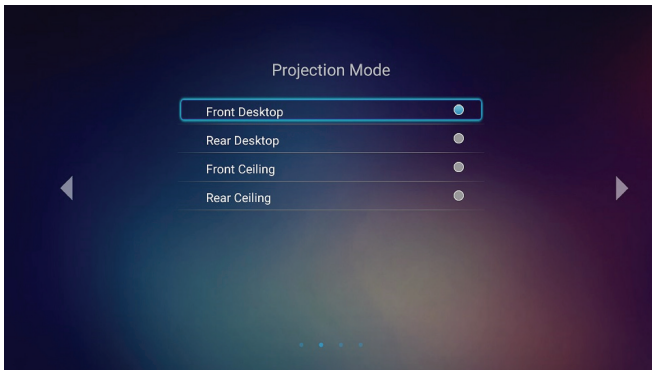 Projection Mode
Front Desktop
Rear Desktop
Front Ceiling
Rear Ceiling